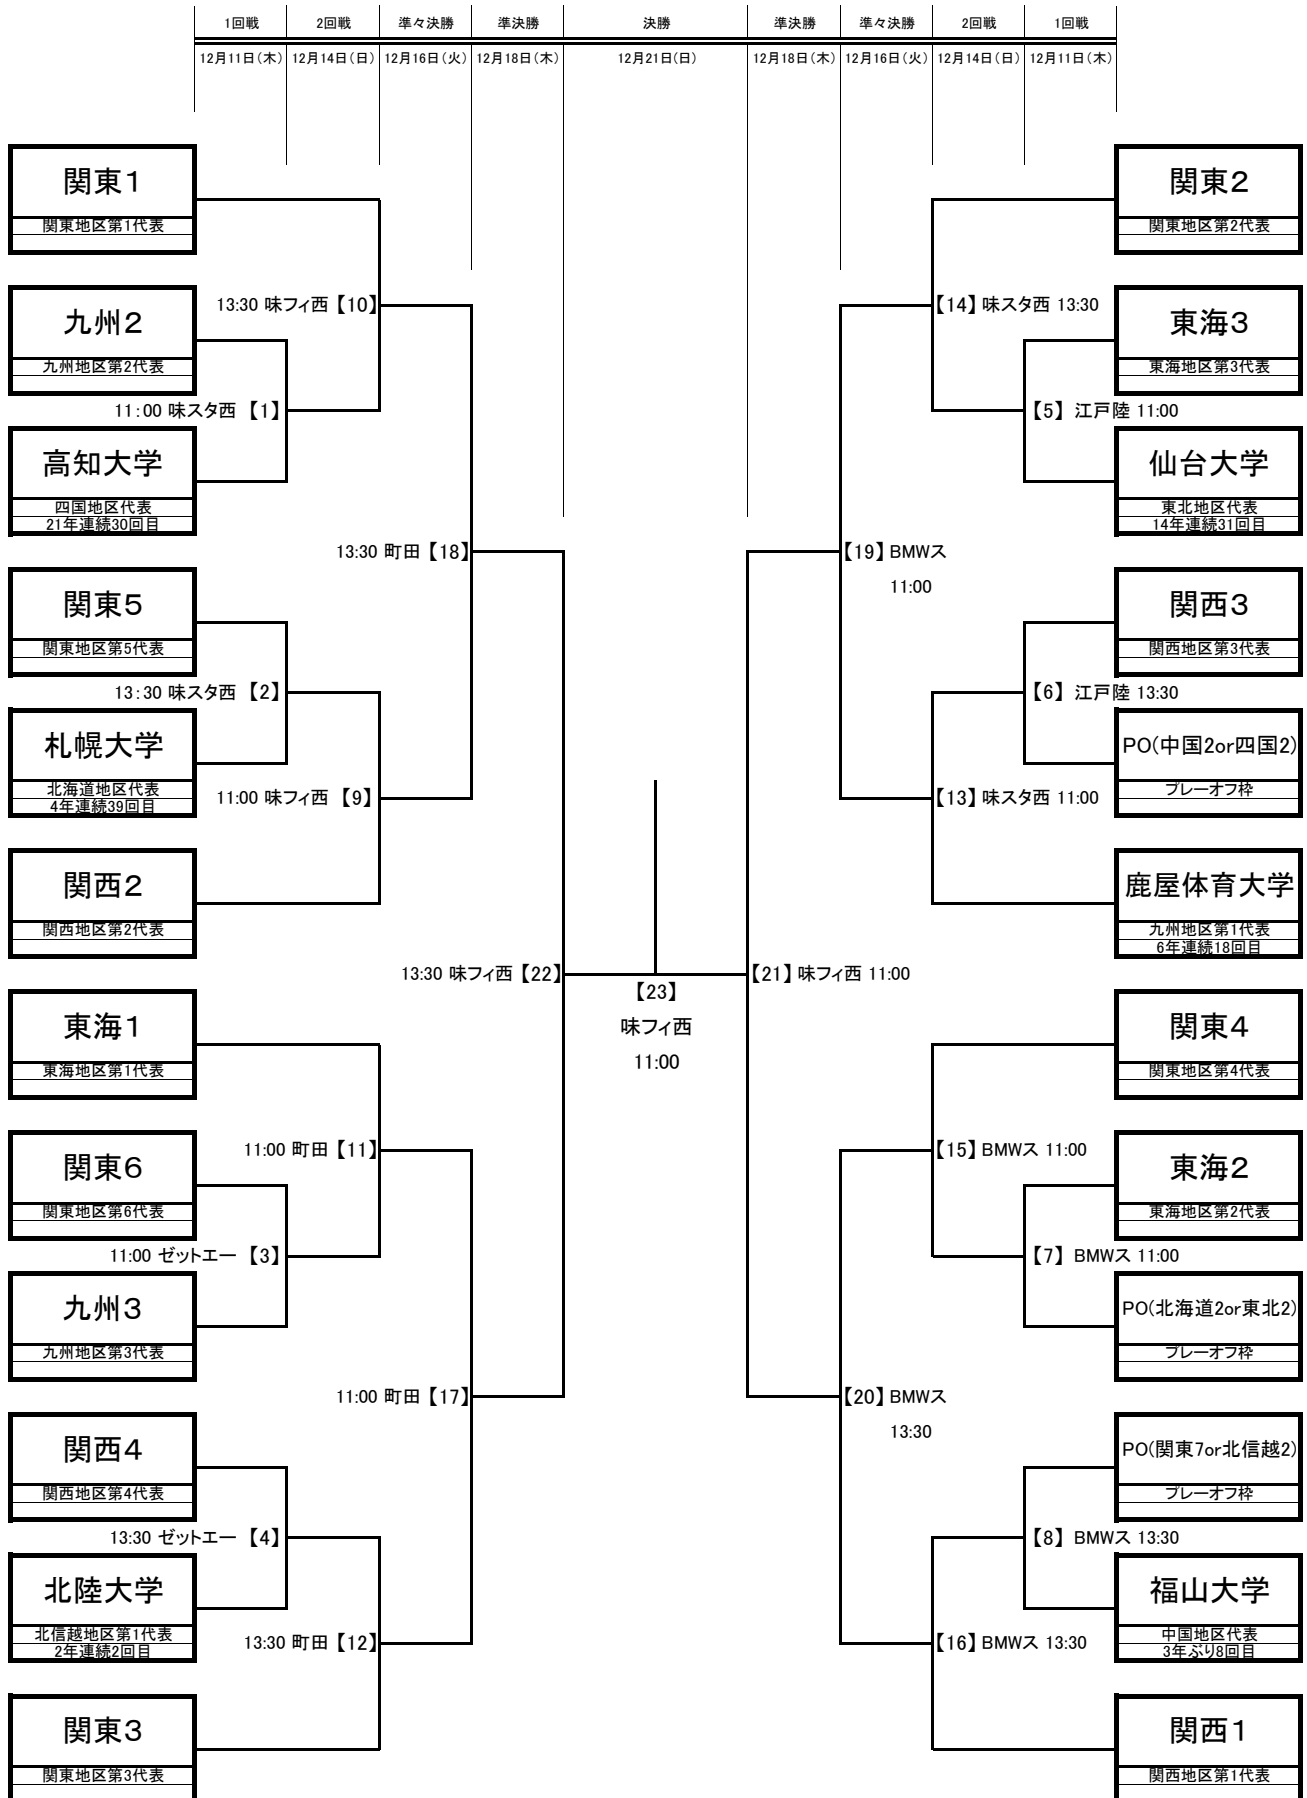 1回戦 2回戦 準々決勝 準決勝 決勝 準決勝 準々決勝 2回戦 1回戦
12月11日(木) 12月14日(日) 12月16日(火) 12月18日(木) 12月21日(日) 12月18日(木) 12月16日(火) 12月14日(日) 12月11日(木)
関東1
関東地区第1代表
13:30 味フィ西【10】
九州2
九州地区第2代表
11:00 味スタ西【1】
高知大学
四国地区代表
21年連続30回目
13:30 町田【18】
関東5
関東地区第5代表
13:30 味スタ西【2】
札幌大学
北海道地区代表
4年連続39回目
11:00 味フィ西【9】
関西2
関西地区第2代表
13:30 味フィ西【22】
東海1
東海地区第1代表
11:00 町田【11】
関東6
関東地区第6代表
11:00 ゼットエー【3】
九州3
九州地区第3代表
11:00 町田【17】
関西4
関西地区第4代表
13:30 ゼットエー【4】
北陸大学
北信越地区第1代表
2年連続2回目
13:30 町田【12】
関東3
関東地区第3代表
【23】
味フィ西
11:00
関東2
関東地区第2代表
【14】味スタ西 13:30
東海3
東海地区第3代表
【5】江戸陸 11:00
仙台大学
東北地区代表
14年連続31回目
【19】BMWス
11:00
関西3
関西地区第3代表
【6】江戸陸 13:30
PO(中国2or四国2)
プレーオフ枠
【13】味スタ西 11:00
鹿屋体育大学
九州地区第1代表
6年連続18回目
【21】味フィ西 11:00
関東4
関東地区第4代表
【15】BMWス 11:00
東海2
東海地区第2代表
【7】BMWス 11:00
PO(北海道2or東北2)
プレーオフ枠
【20】BMWス
13:30
PO(関東7or北信越2)
プレーオフ枠
【8】BMWス 13:30
福山大学
中国地区代表
3年ぶり8回目
【16】BMWス 13:30
関西1
関西地区第1代表